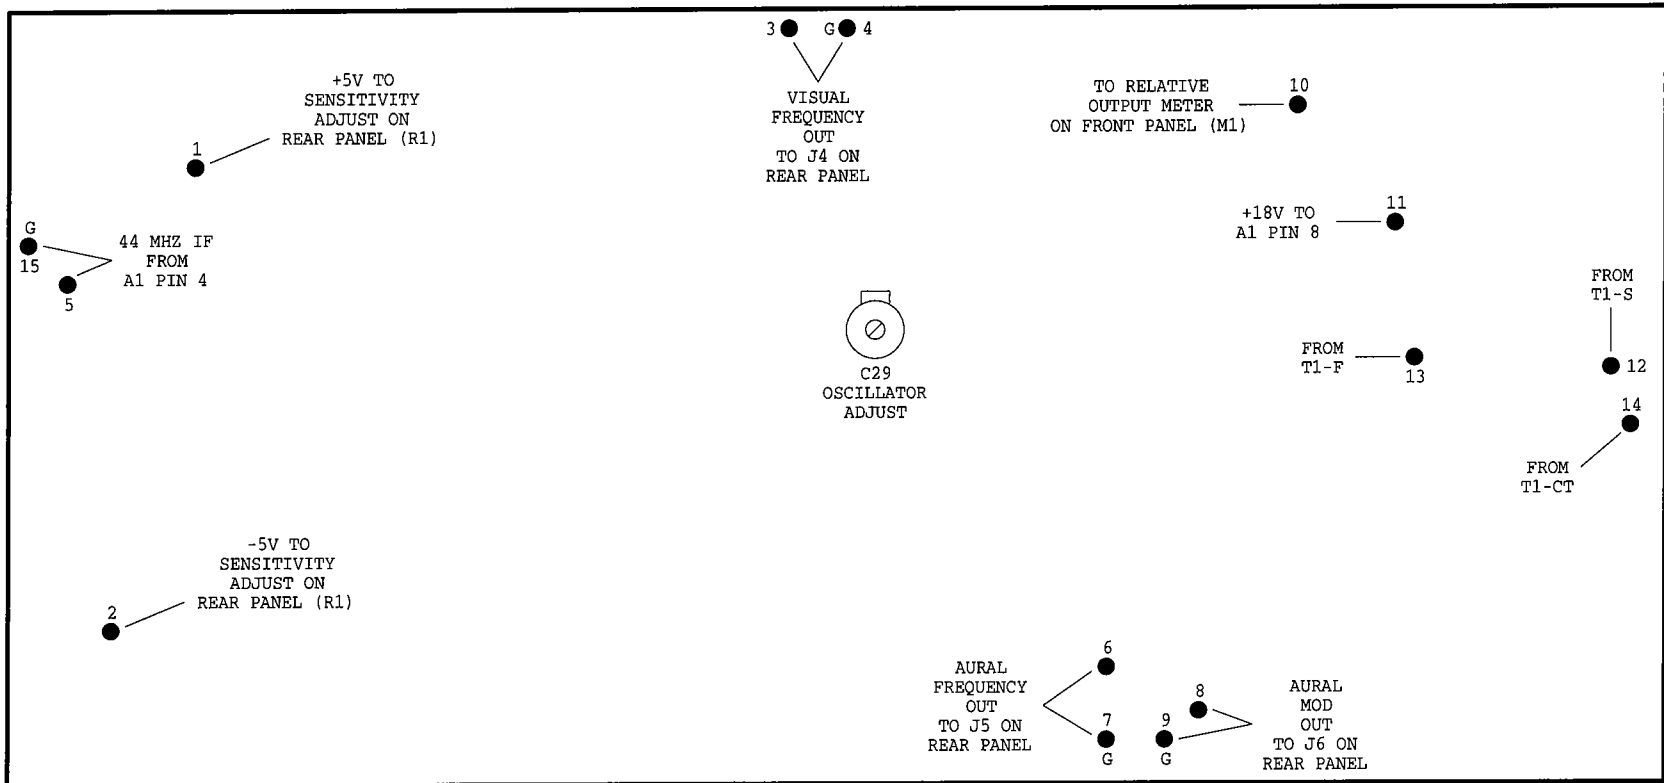 3
G
4
VISUAL
FREQUENCY
OUT
TO J4 ON
REAR PANEL
+5V TO
SENSITIVITY
ADJUST ON
REAR PANEL (R1)
1
TO RELATIVE
OUTPUT METER
ON FRONT PANEL (M1)
10
+18V TO
A1 PIN 8
11
G
15
44 MHZ IF
FROM
A1 PIN 4
5
FROM
T1-S
12
C29
OSCILLATOR
ADJUST
FROM
T1-F
13
14
FROM
T1-CT
-5V TO
SENSITIVITY
ADJUST ON
REAR PANEL (R1)
2
AURAL
FREQUENCY
OUT
TO J5 ON
REAR PANEL
6
7
G
8
9
G
AURAL
MOD
OUT
TO J6 ON
REAR PANEL